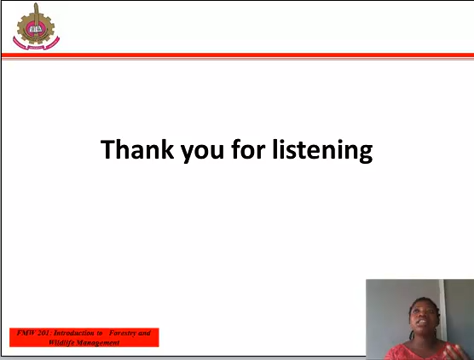 Thank you for listening
FMW 201: Introduction to Forestry and
Wildlife Management